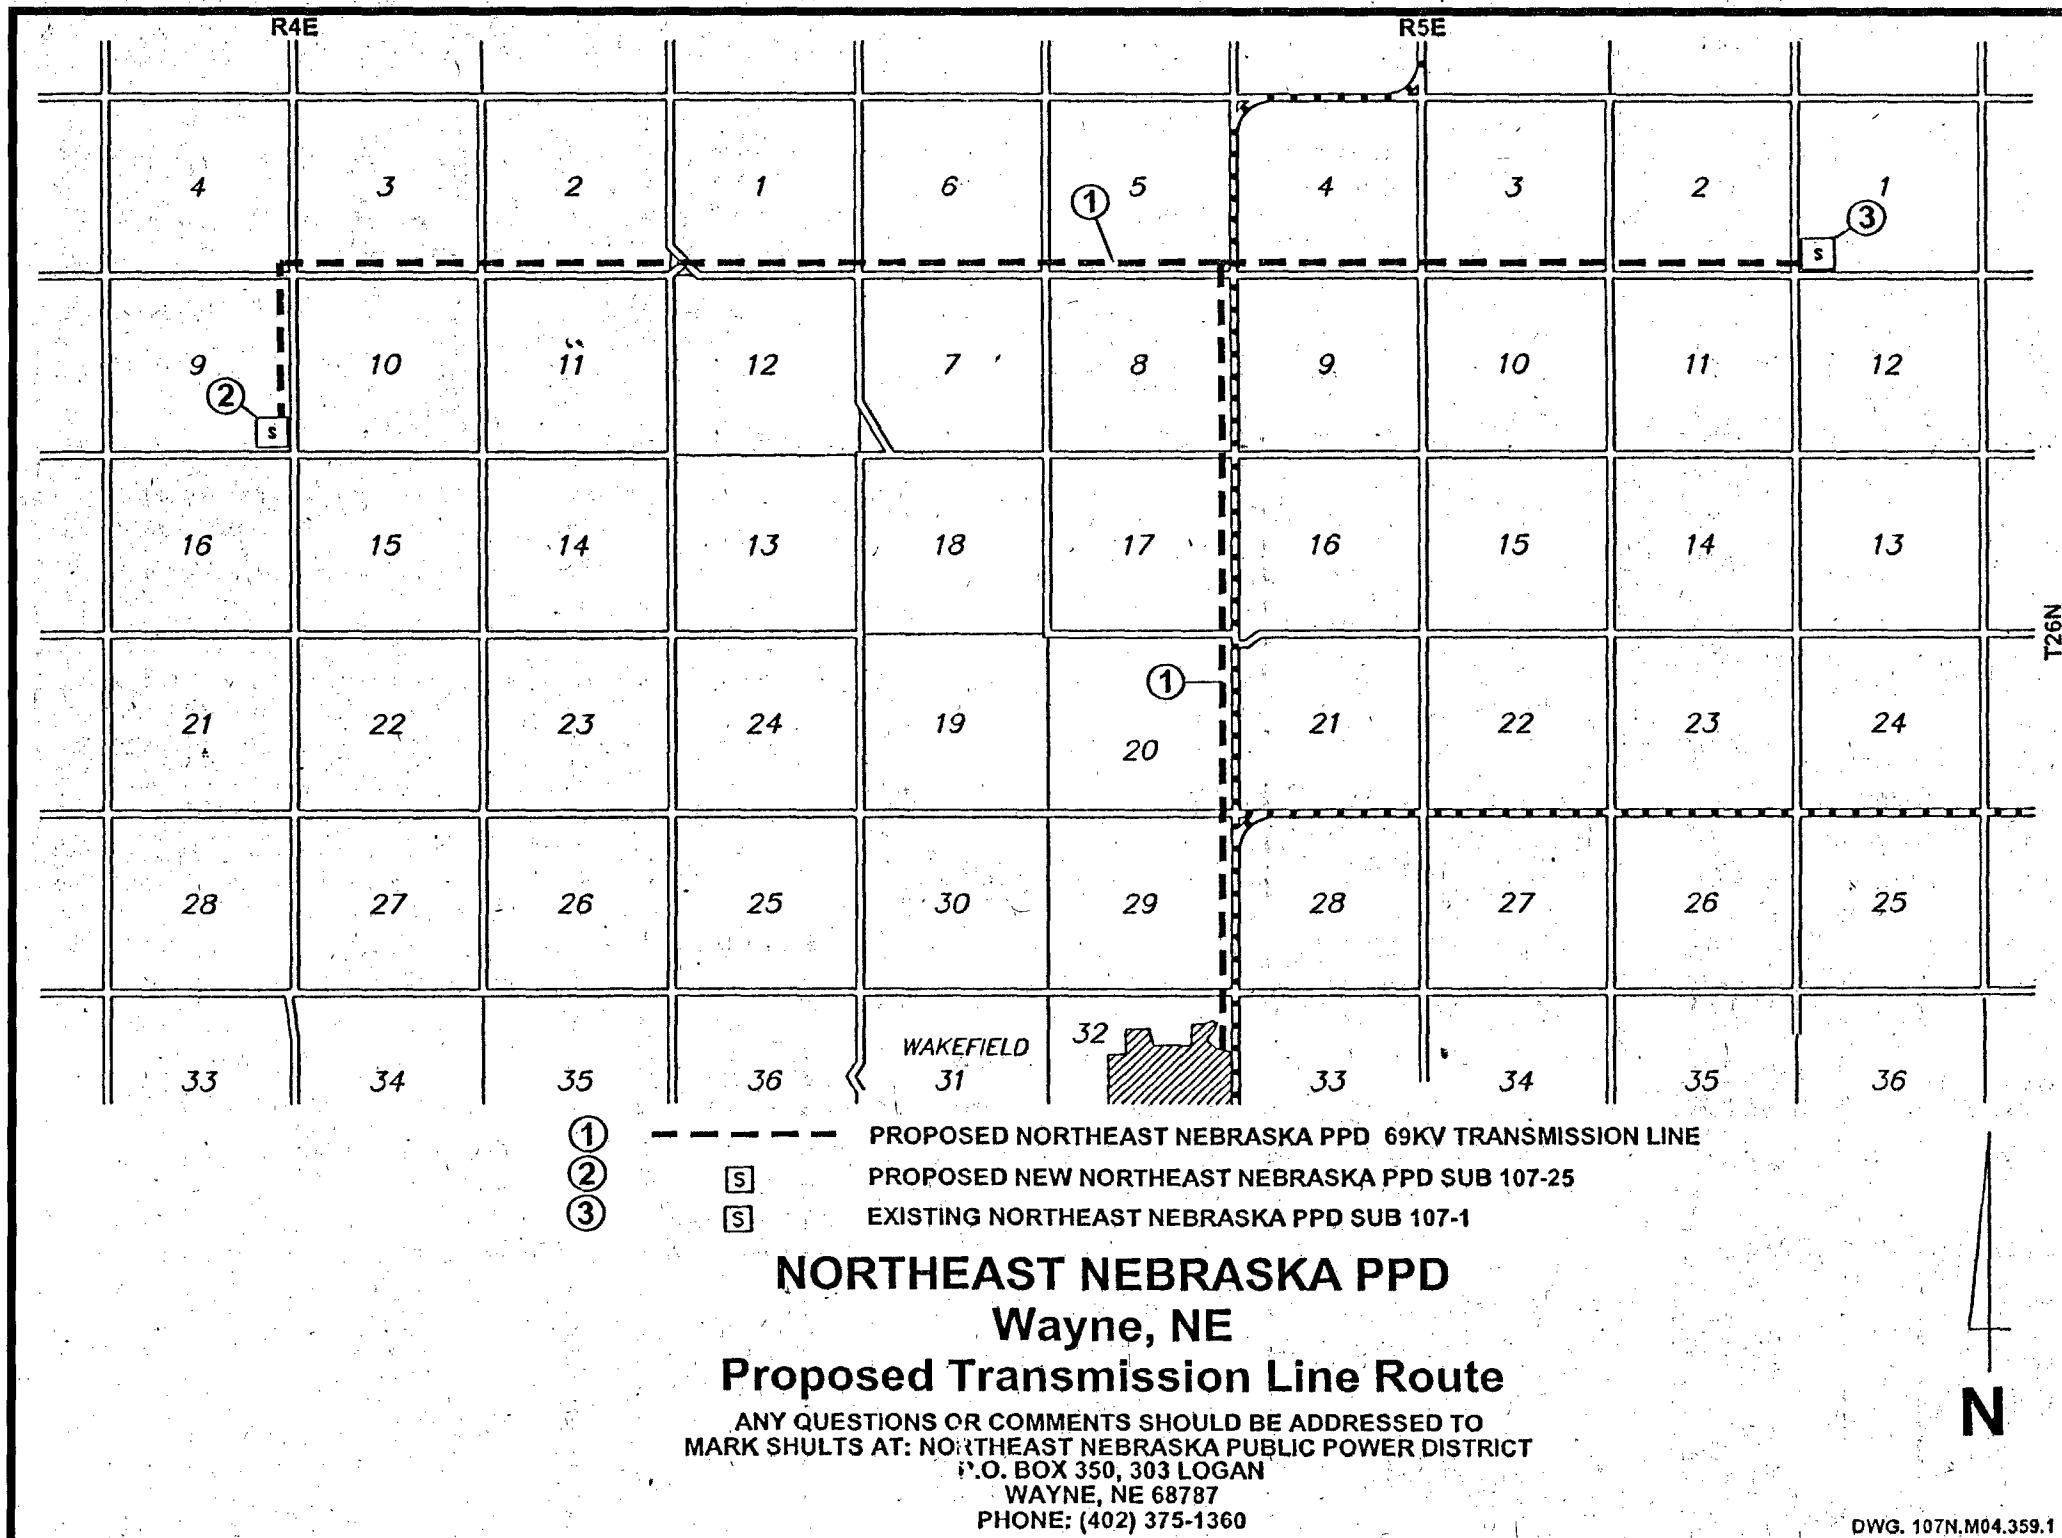 R4E R5E
4 3 2 1 6 5 4 3 2 1
1
3
S
9 10 11 12 7 8 9 10 11 12
2
S
16 15 14 13 18 17 16 15 14 13
T26N
1
21 22 23 24 19 20 21 22 23 24
28 27 26 25 30 29 28 27 26 25
WAKEFIELD 32
33 34 35 36 31 33 34 35 36
1 PROPOSED NORTHEAST NEBRASKA PPD 69KV TRANSMISSION LINE
2 S PROPOSED NEW NORTHEAST NEBRASKA PPD SUB 107-25
3 S EXISTING NORTHEAST NEBRASKA PPD SUB 107-1
NORTHEAST NEBRASKA PPD
Wayne, NE
Proposed Transmission Line Route
N
ANY QUESTIONS OR COMMENTS SHOULD BE ADDRESSED TO
MARK SHULTS AT: NORTHEAST NEBRASKA PUBLIC POWER DISTRICT
P.O. BOX 350, 303 LOGAN
WAYNE, NE 68787
PHONE: (402) 375-1360
DWG. 107N.M04.359.1